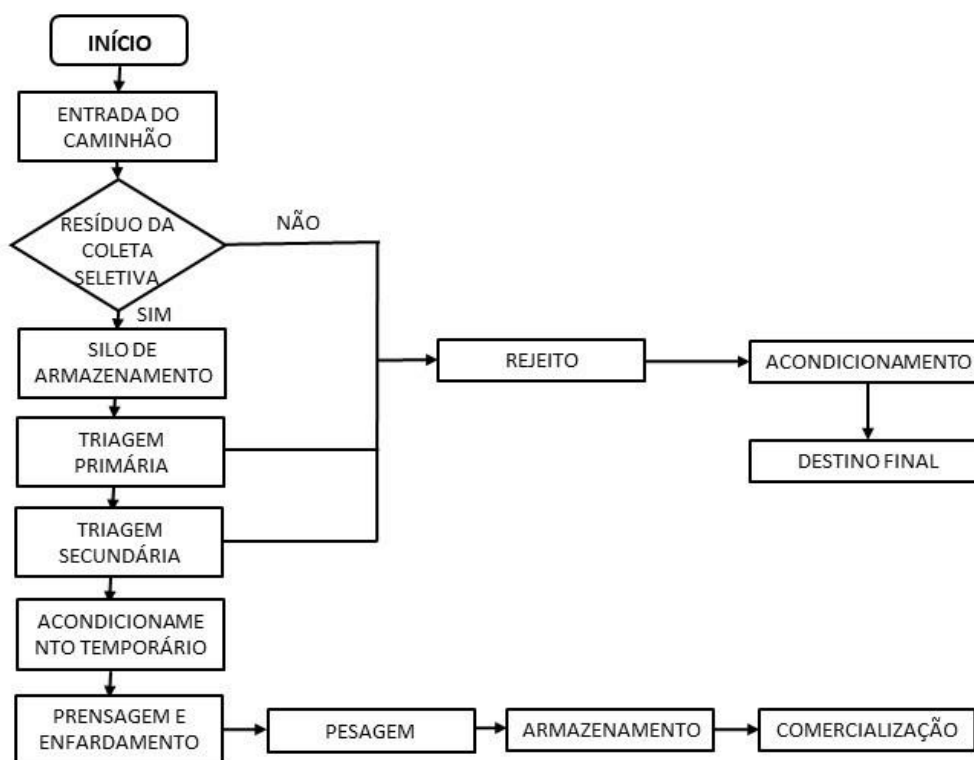 INÍCIO
ENTRADA DO
CAMINHÃO
RESÍDUO DA
COLETA
SELETIVA
NÃO
SIM
SILO DE
ARMAZENAMENTO
REJEITO
ACONDICIONAMENTO
TRIAGEM
PRIMÁRIA
DESTINO FINAL
TRIAGEM
SECUNDÁRIA
ACONDICIONAME
NTO TEMPORÁRIO
PRENSAGEM E
ENFARDAMENTO
PESAGEM
ARMAZENAMENTO
COMERCIALIZAÇÃO